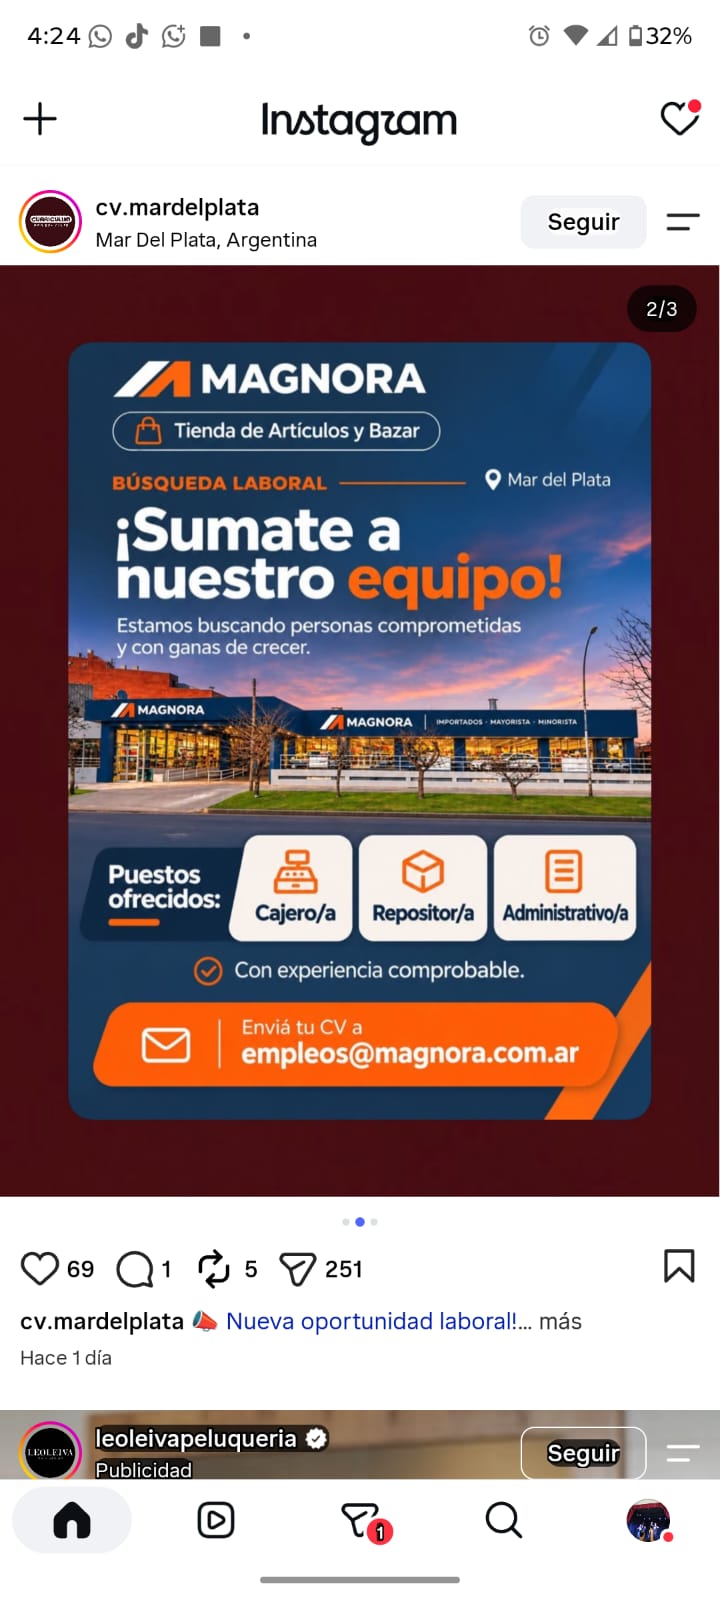 4:24
32%
Instagram
cv.mardelplata
Mar Del Plata, Argentina
Seguir
2/3
MAGNORA
Tienda de Artículos y Bazar
BÚSQUEDA LABORAL
Mar del Plata
¡Sumate a
nuestro equipo!
Estamos buscando personas comprometidas
y con ganas de crecer.
MAGNORA
MAGNORA | IMPORTADOS · MAYORISTA · MINORISTA
Puestos
ofrecidos:
Cajero/a
Repositor/a
Administrativo/a
Con experiencia comprobable.
Enviá tu CV a
empleos@magnora.com.ar
69
1
5
251
cv.mardelplata 📣 Nueva oportunidad laboral!... más
Hace 1 día
LEOLEIVA
leoleivapeluqueria
Publicidad
Seguir
1